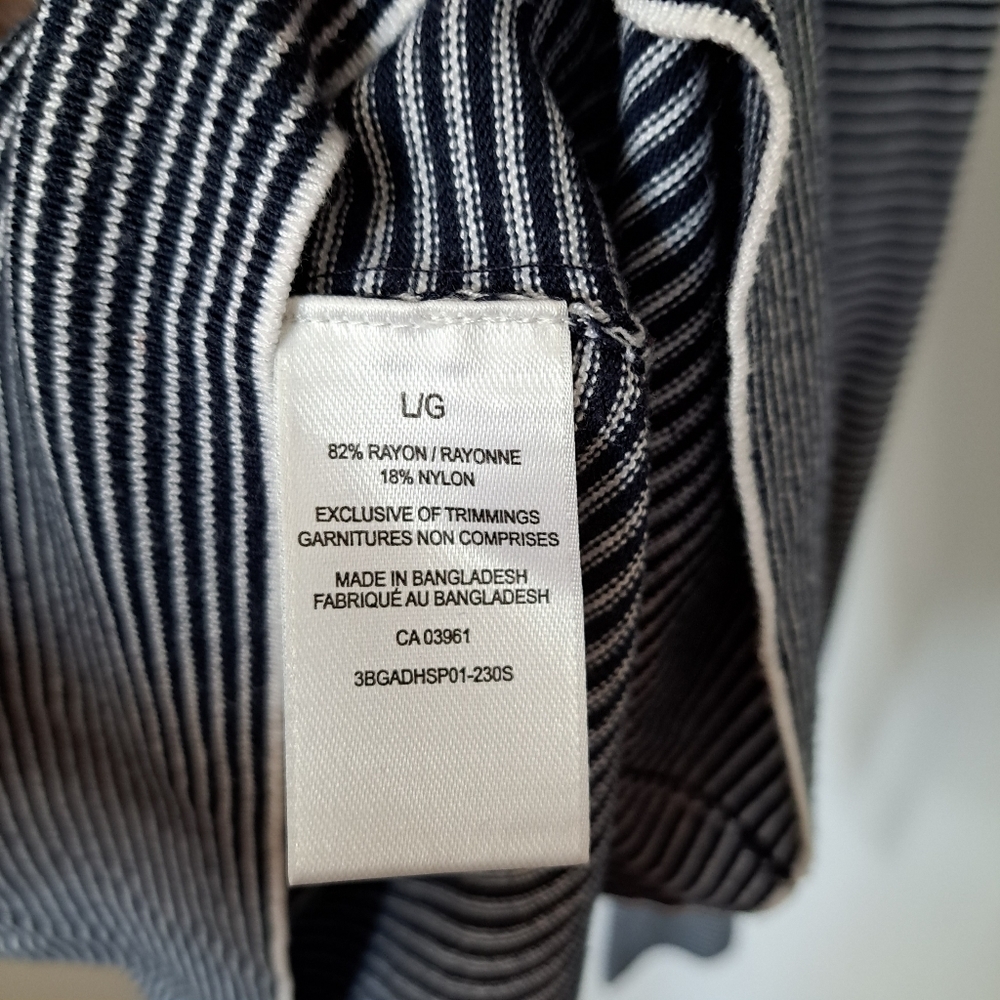 L/G
82% RAYON / RAYONNE
18% NYLON
EXCLUSIVE OF TRIMMINGS
GARNITURES NON COMPRISES
MADE IN BANGLADESH
FABRIQUÉ AU BANGLADESH
CA 03961
3BGADHSP01-230S